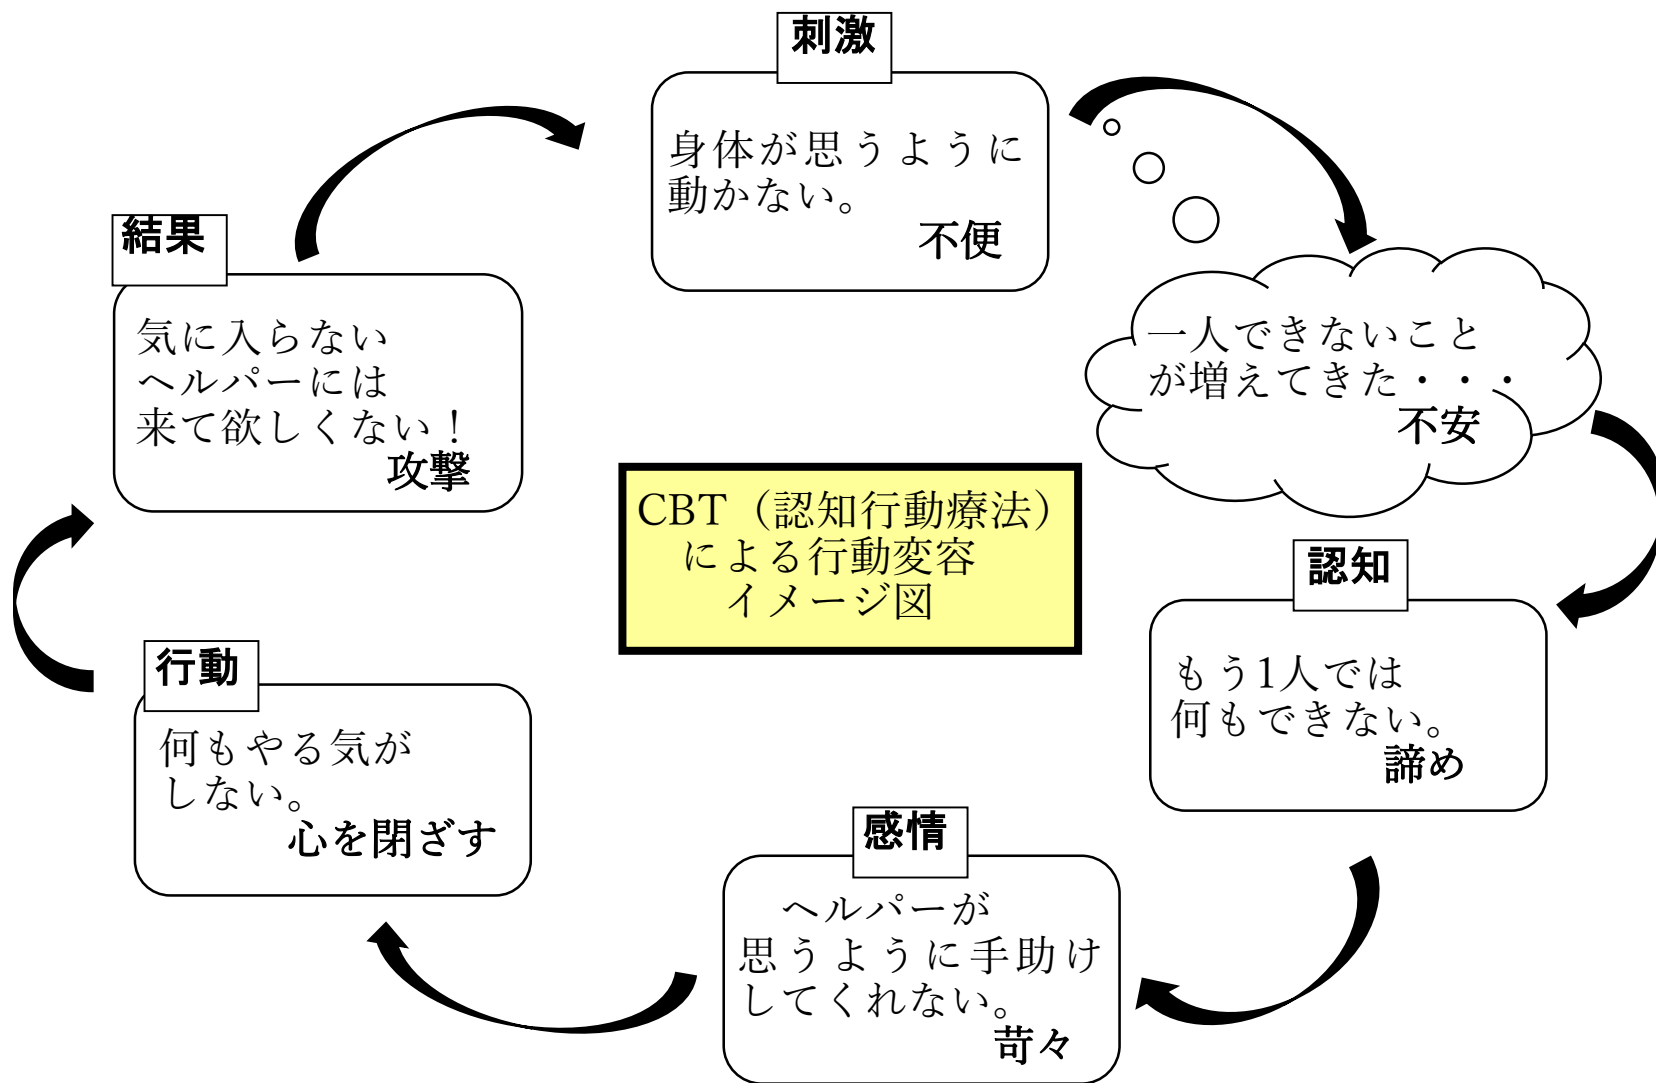 刺激
身体が思うように
動かない。
不便
一人できないこと
が増えてきた・・・
不安
認知
もう1人では
何もできない。
諦め
感情
ヘルパーが
思うように手助け
してくれない。
苛々
行動
何もやる気が
しない。
心を閉ざす
結果
気に入らない
ヘルパーには
来て欲しくない！
攻撃
CBT（認知行動療法）
による行動変容
イメージ図